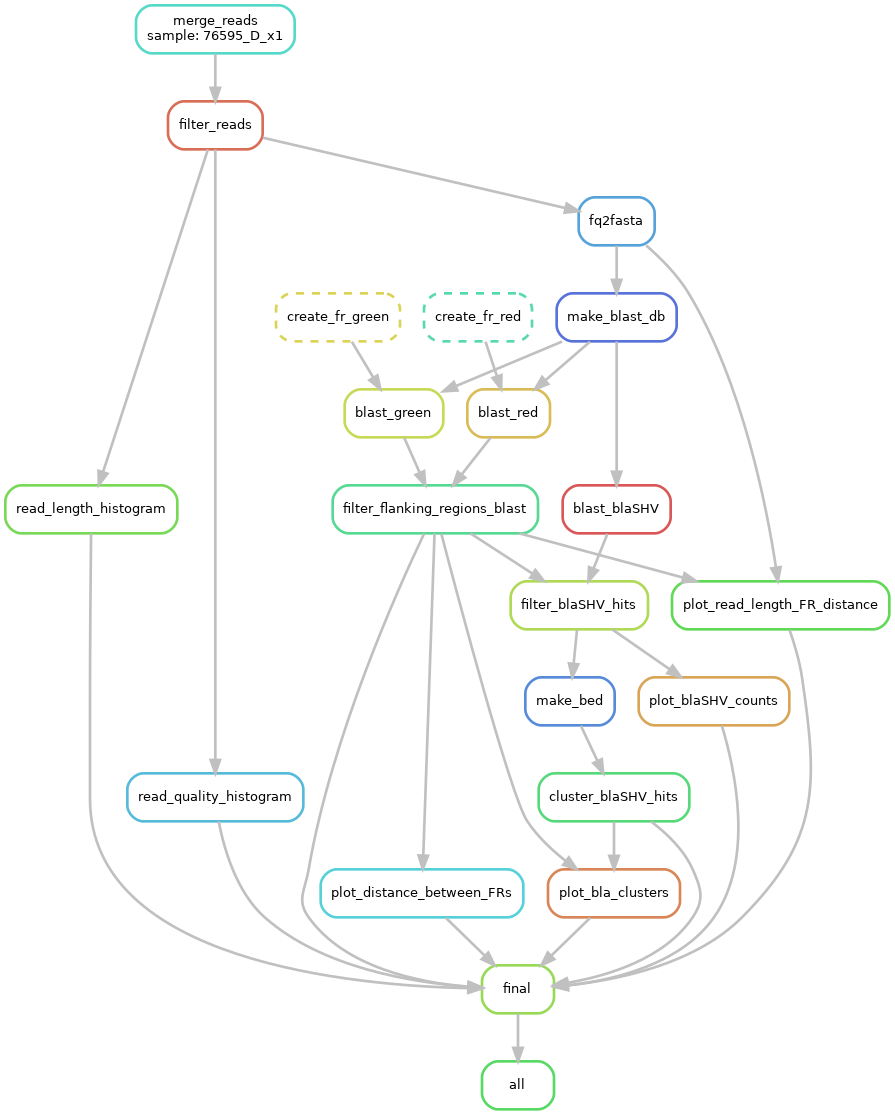 merge_reads
sample: 76595_D_x1
filter_reads
fq2fasta
create_fr_green
create_fr_red
make_blast_db
blast_green
blast_red
read_length_histogram
filter_flanking_regions_blast
blast_blaSHV
filter_blaSHV_hits
plot_read_length_FR_distance
make_bed
plot_blaSHV_counts
read_quality_histogram
cluster_blaSHV_hits
plot_distance_between_FRs
plot_bla_clusters
final
all